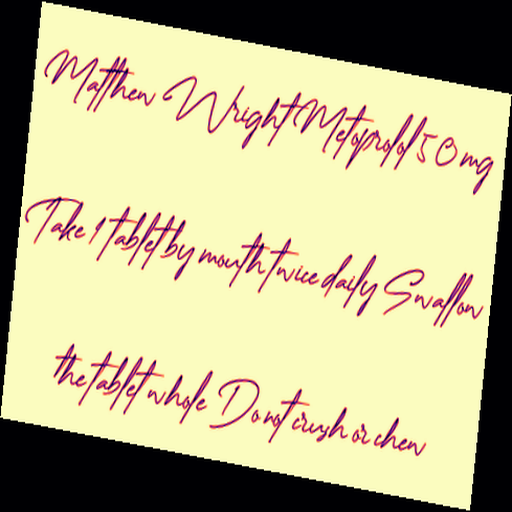 Matthew Wright Metoprolol 50 mg
Take 1 tablet by mouth twice daily Swallow
the tablet whole Do not crush or chew